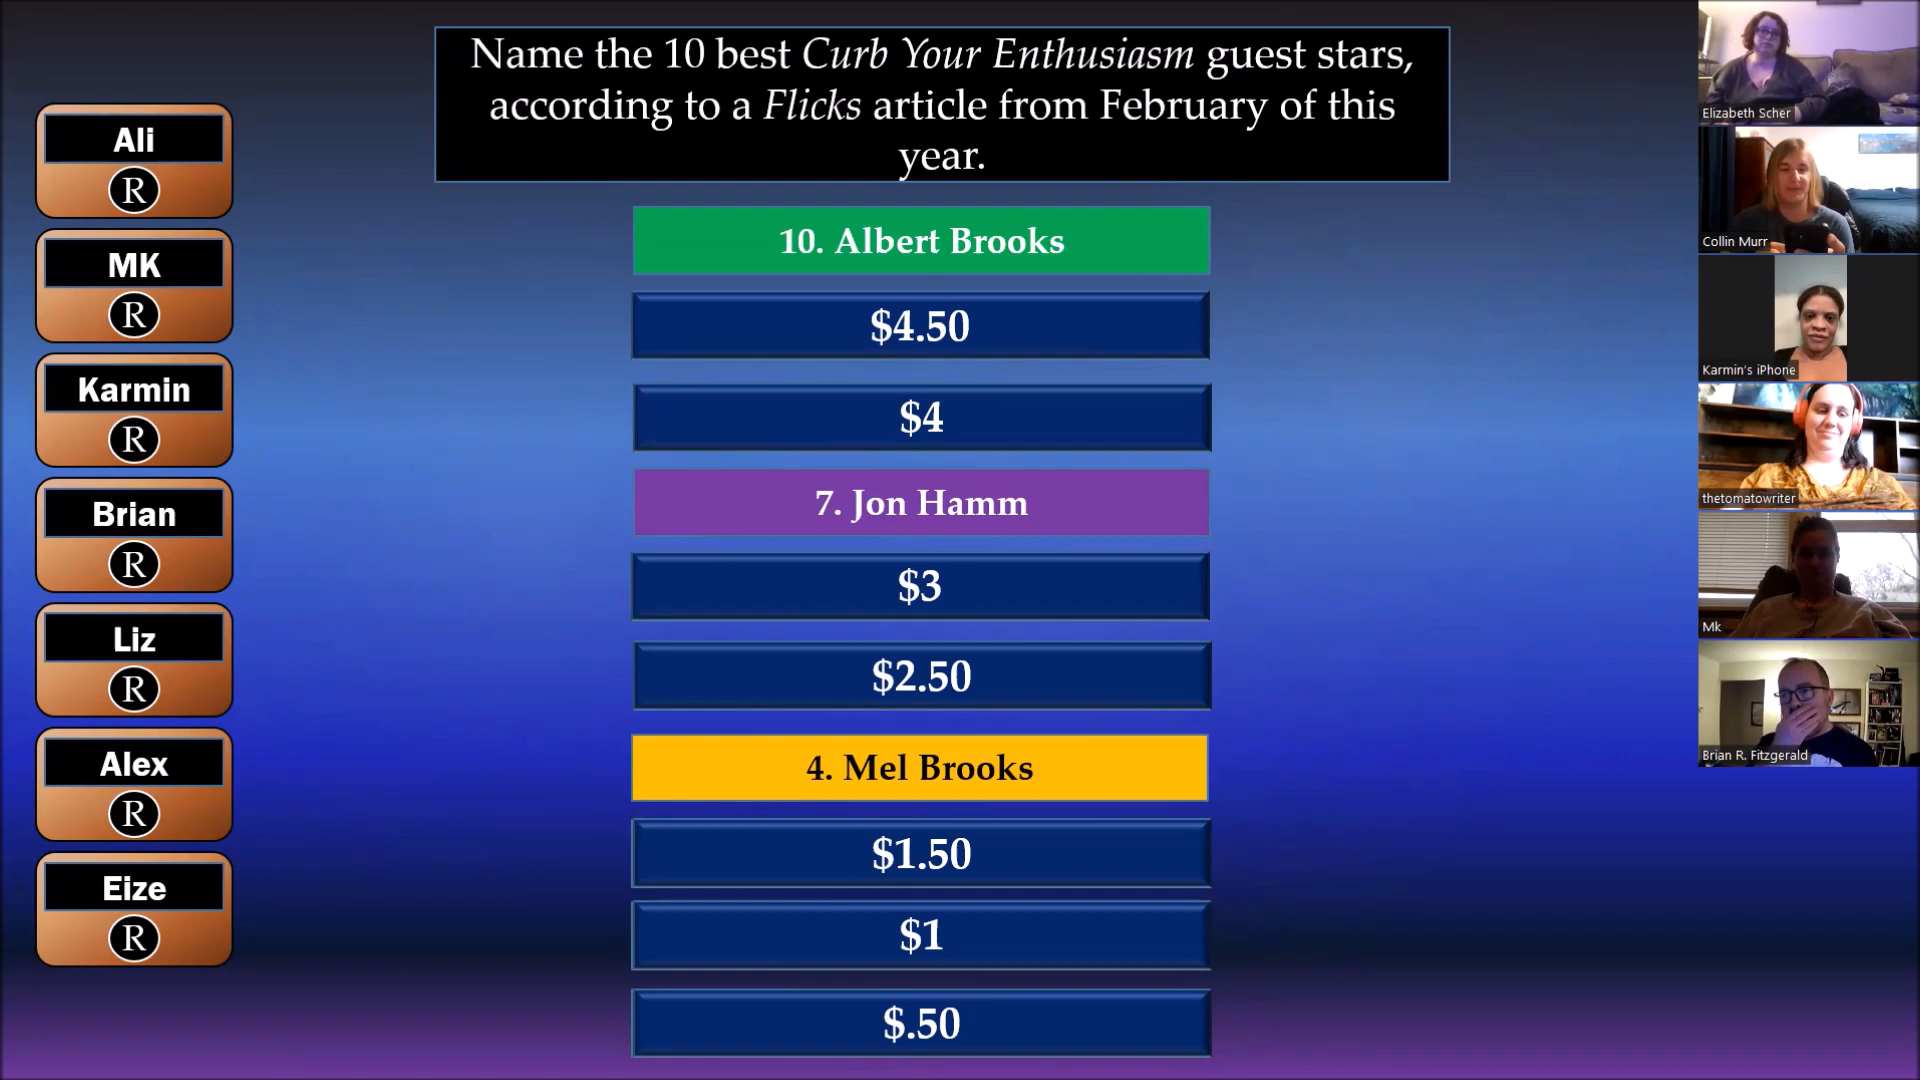 Name the 10 best Curb Your Enthusiasm guest stars,
according to a Flicks article from February of this
year.
Ali
R
MK
R
Karmin
R
Brian
R
Liz
R
Alex
R
Eize
R
10. Albert Brooks
$4.50
$4
7. Jon Hamm
$3
$2.50
4. Mel Brooks
$1.50
$1
$.50
Elizabeth Scher
Collin Murr
Karmin's iPhone
thetomatowriter
Mk
Brian R. Fitzgerald